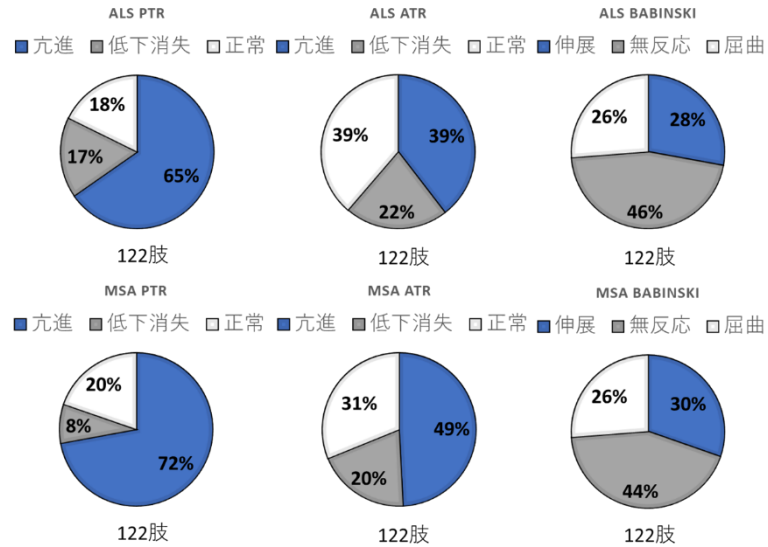 ALS PTR
亢進 低下消失 正常
18%
17%
65%
122肢
ALS ATR
亢進 低下消失 正常
39%
39%
22%
122肢
ALS BABINSKI
伸展 無反応 屈曲
26%
28%
46%
122肢
MSA PTR
亢進 低下消失 正常
20%
8%
72%
122肢
MSA ATR
亢進 低下消失 正常
31%
49%
20%
122肢
MSA BABINSKI
伸展 無反応 屈曲
26%
30%
44%
122肢